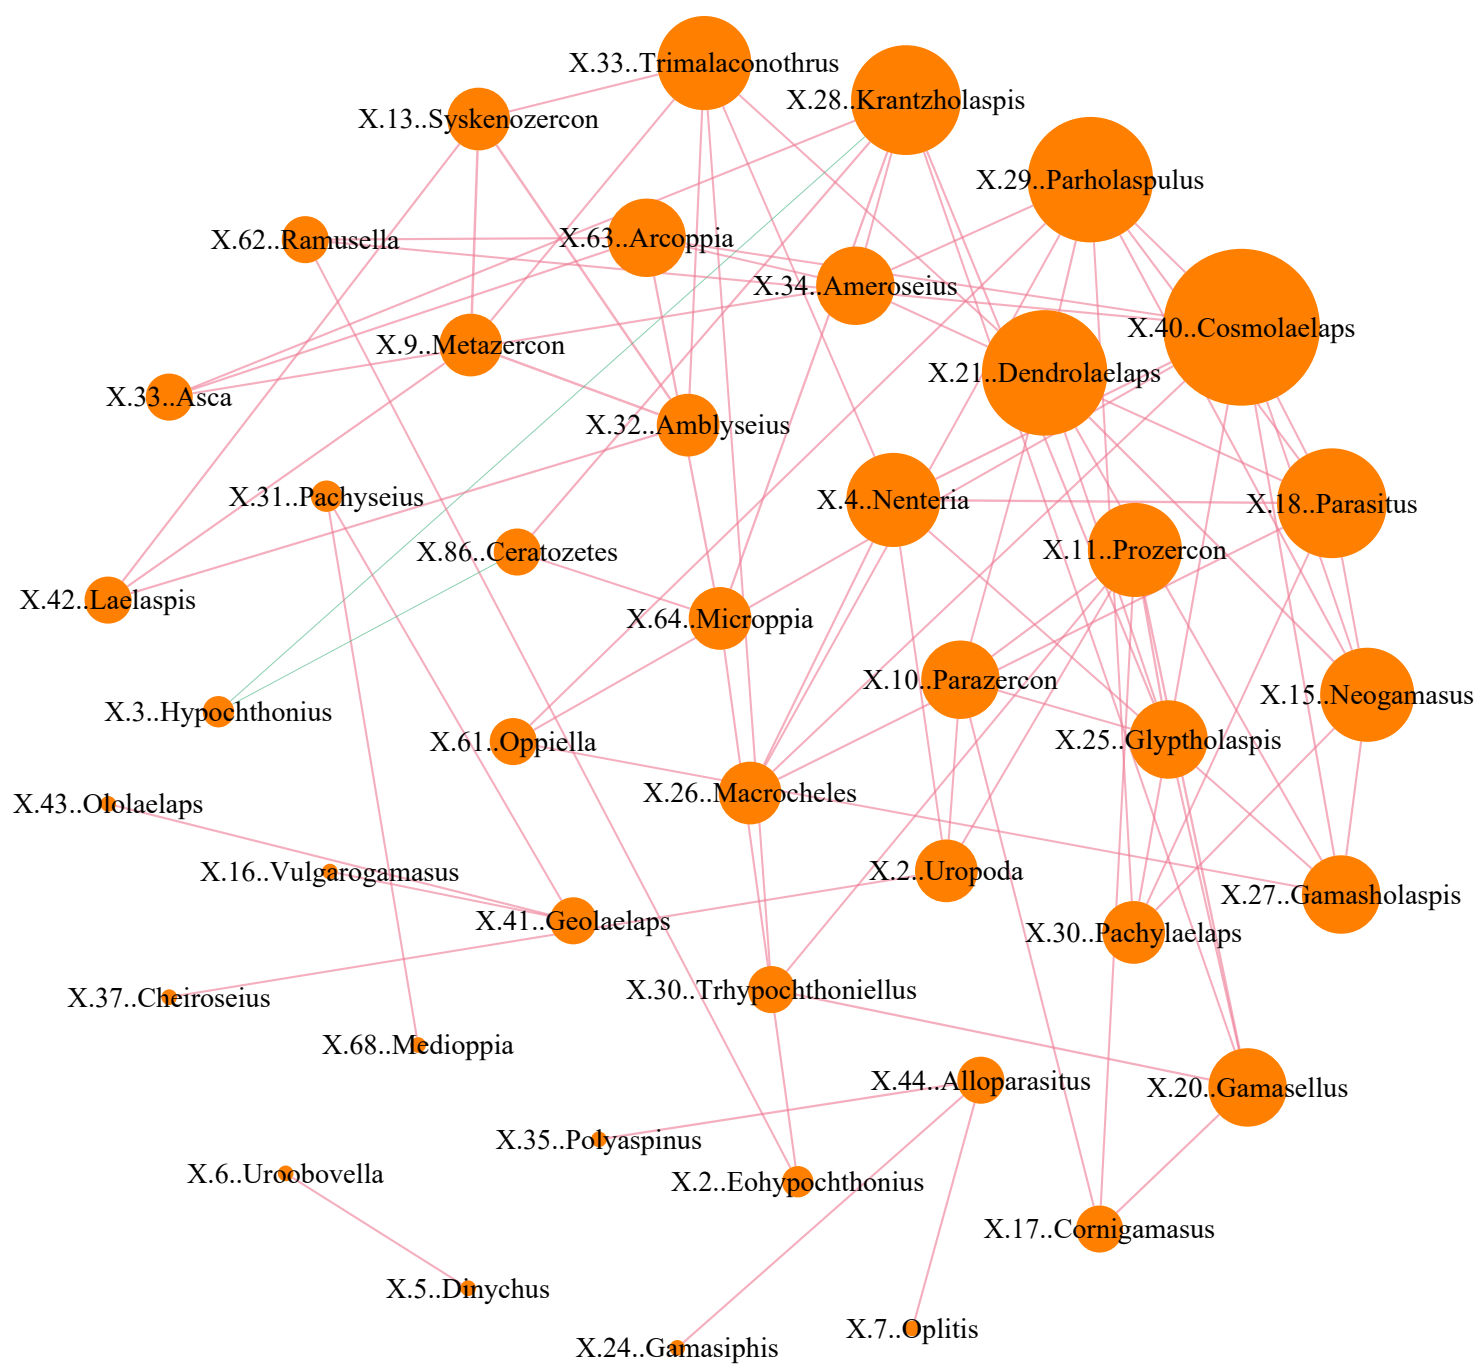 X.33..Trimalaconothrus
X.28..Krantzholaspis
X.13..Syskenozercon
X.29..Parholaspulus
X.62..Ramusella
X.63..Arcoppia
X.34..Ameroseius
X.40..Cosmolaelaps
X.9..Metazercon
X.21..Dendrolaelaps
X.33..Asca
X.32..Amblyseius
X.31..Pachyseius
X.4..Nenteria
X.18..Parasitus
X.86..Ceratozetes
X.11..Prozercon
X.42..Laelaspis
X.64..Microppia
X.10..Parazercon
X.15..Neogamasus
X.3..Hypochthonius
X.61..Oppiella
X.25..Glyptholaspis
X.26..Macrocheles
X.43..Ololaelaps
X.16..Vulgarogamasus
X.2..Uropoda
X.27..Gamasholaspis
X.41..Geolaelaps
X.30..Pachylaelaps
X.37..Cheiroseius
X.30..Trhypochthoniellus
X.68..Medioppia
X.44..Alloparasitus
X.20..Gamasellus
X.35..Polyaspinus
X.6..Uroobovella
X.2..Eohypochthonius
X.17..Cornigamasus
X.5..Dinychus
X.7..Oplitis
X.24..Gamasiphis